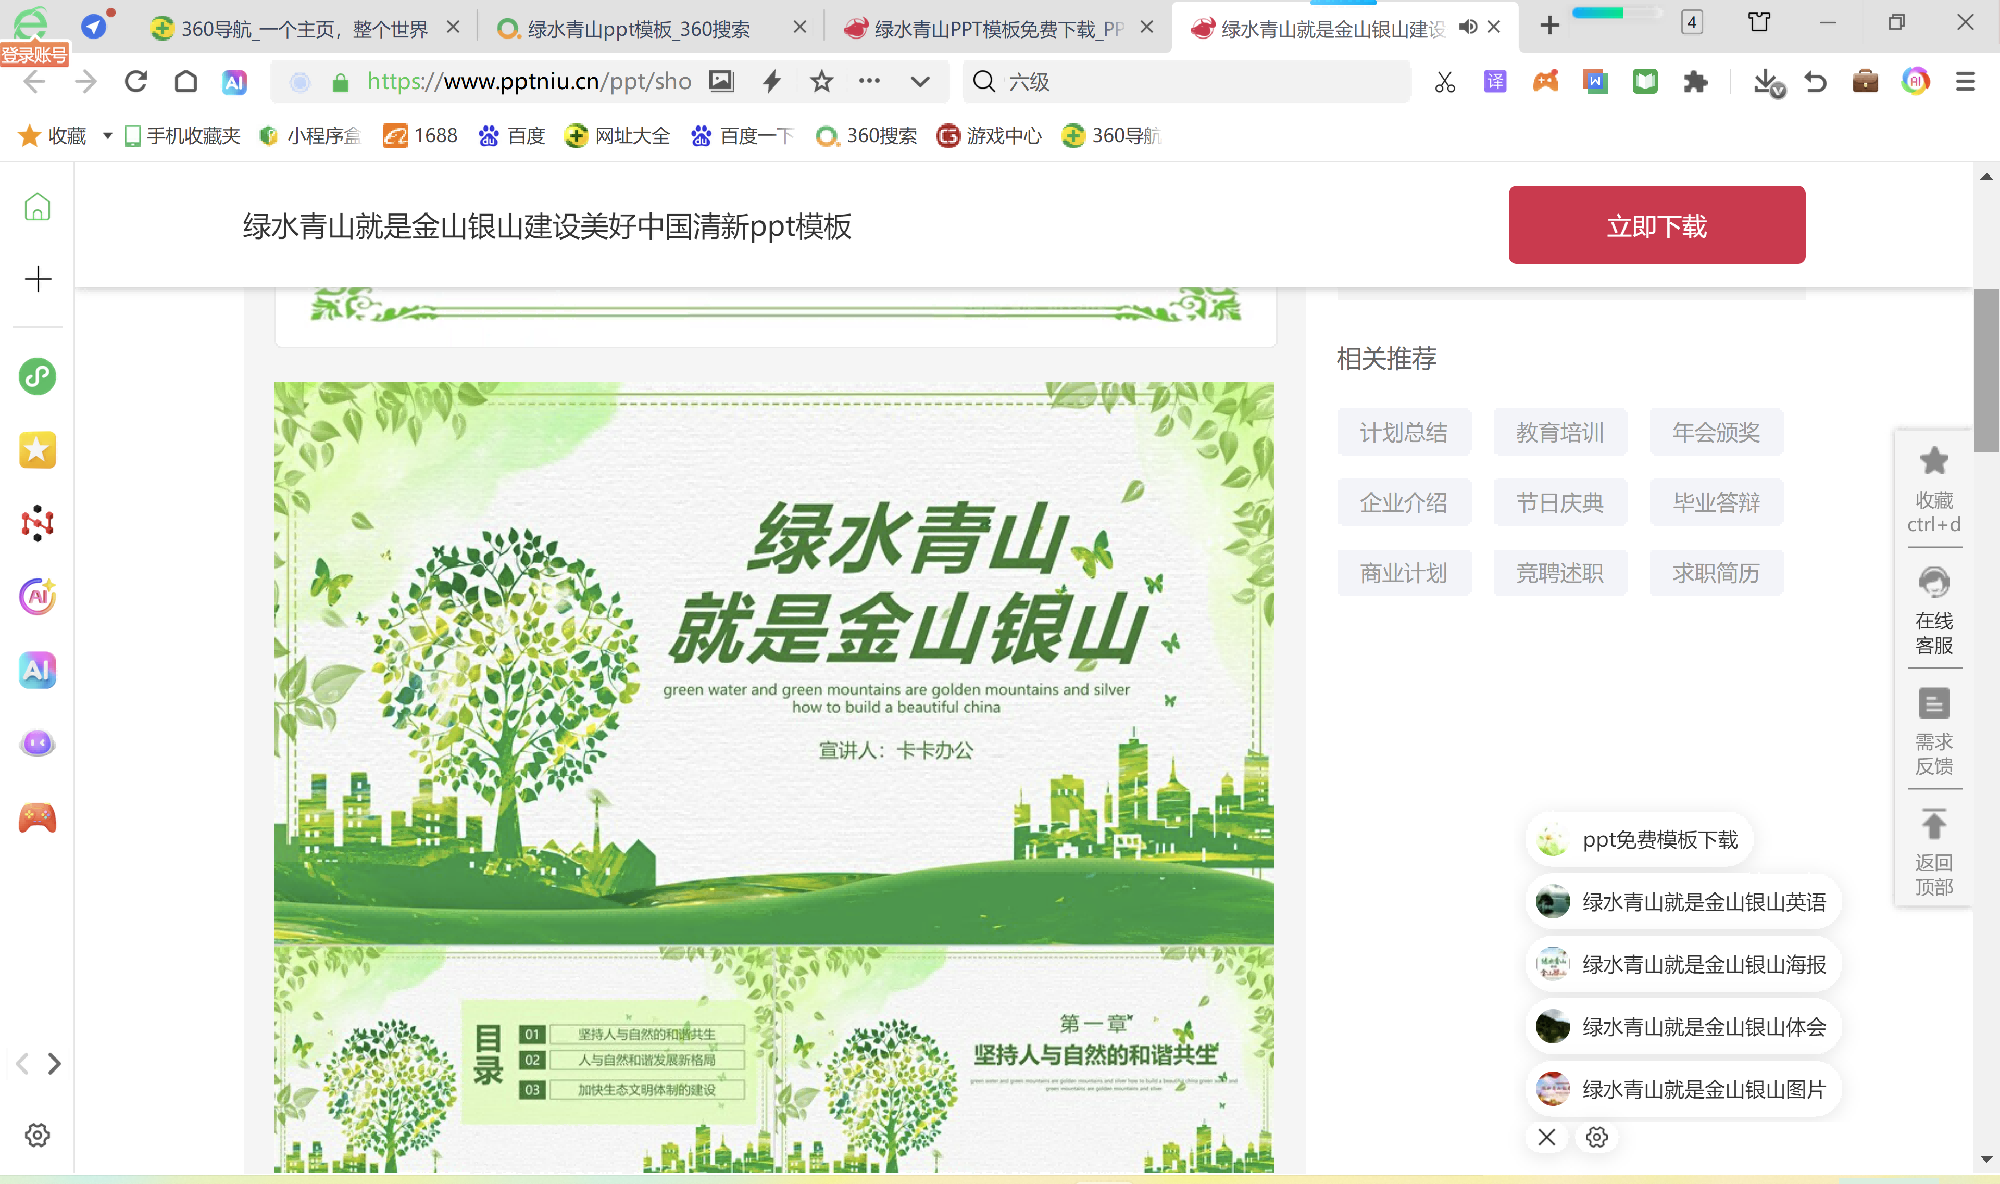 登录账号
360导航_一个主页，整个世界
绿水青山ppt模板_360搜索
绿水青山PPT模板免费下载_PP
绿水青山就是金山银山建设
4
https://www.pptniu.cn/ppt/sho
六级
译
W
AI
收藏
手机收藏夹
小程序盒
1688
百度
网址大全
百度一下
360搜索
游戏中心
360导航
绿水青山就是金山银山建设美好中国清新ppt模板
立即下载
相关推荐
计划总结
教育培训
年会颁奖
企业介绍
节日庆典
毕业答辩
商业计划
竞聘述职
求职简历
绿水青山
就是金山银山
green water and green mountains are golden mountains and silver
how to build a beautiful china
宣讲人：卡卡办公
目录
01 坚持人与自然的和谐共生
02 人与自然和谐发展新格局
03 加快生态文明体制的建设
第一章
坚持人与自然的和谐共生
收藏
ctrl+d
在线
客服
需求
反馈
返回
顶部
ppt免费模板下载
绿水青山就是金山银山英语
绿水青山就是金山银山海报
绿水青山就是金山银山体会
绿水青山就是金山银山图片